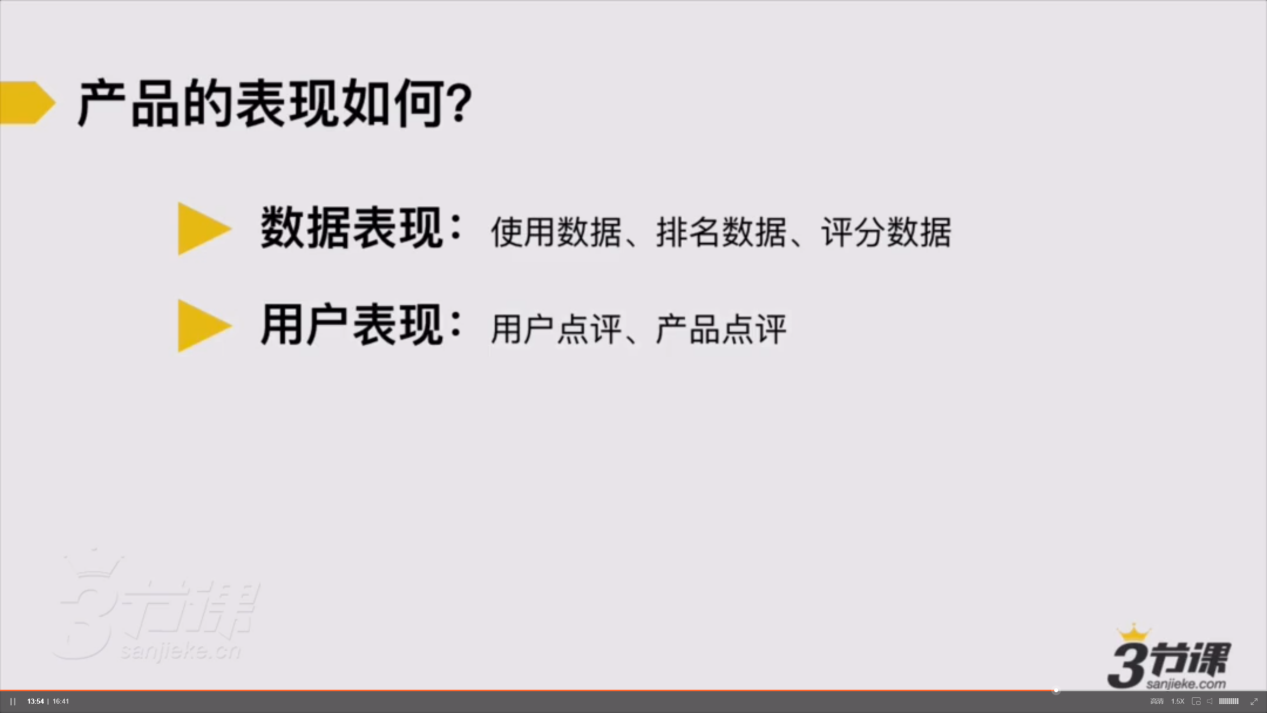 产品的表现如何?
数据表现：使用数据、排名数据、评分数据
用户表现：用户点评、产品点评
3节课
sanjieke.cn
3节课
sanjieke.com
13:54 | 16:41
高清 1.5X